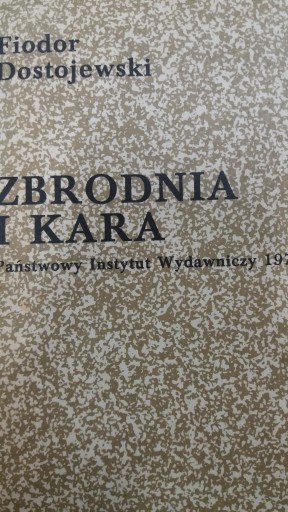 Fiodor
Dostojewski
ZBRODNIA
I KARA
Państwowy Instytut Wydawniczy